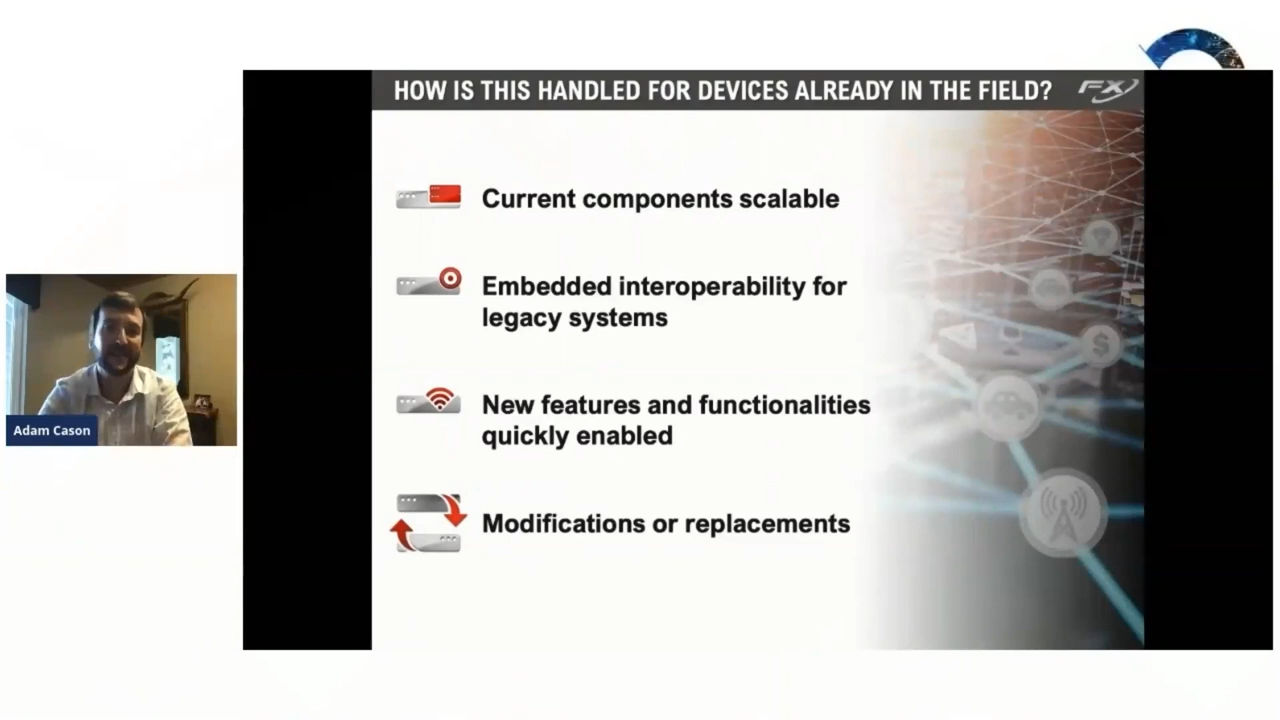 HOW IS THIS HANDLED FOR DEVICES ALREADY IN THE FIELD?
FX
Current components scalable
Embedded interoperability for
legacy systems
New features and functionalities
quickly enabled
Modifications or replacements
$
Adam Cason